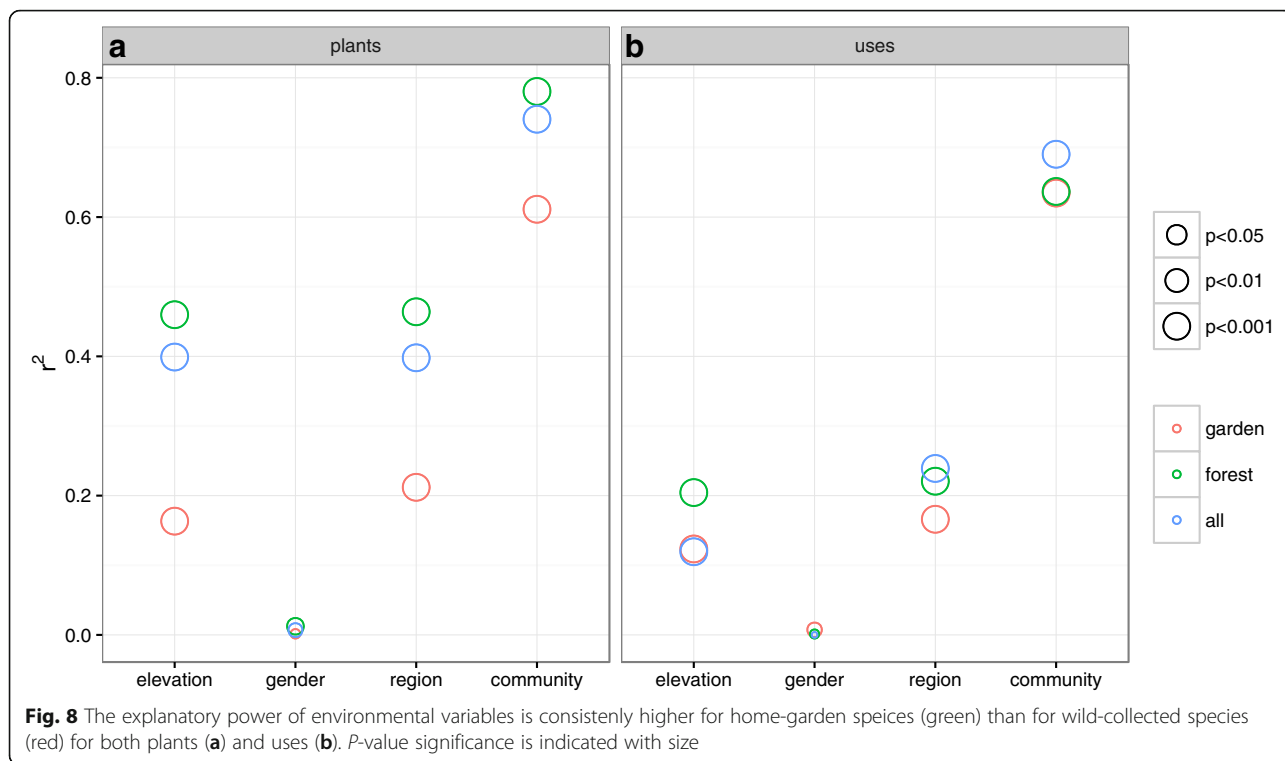 a
plants
b
uses
0.8
0.6
0.4
0.2
0.0
r²
elevation
gender
region
community
elevation
gender
region
community
p<0.05
p<0.01
p<0.001
garden
forest
all
Fig. 8 The explanatory power of environmental variables is consistenly higher for home-garden speices (green) than for wild-collected species
(red) for both plants (a) and uses (b). P-value significance is indicated with size